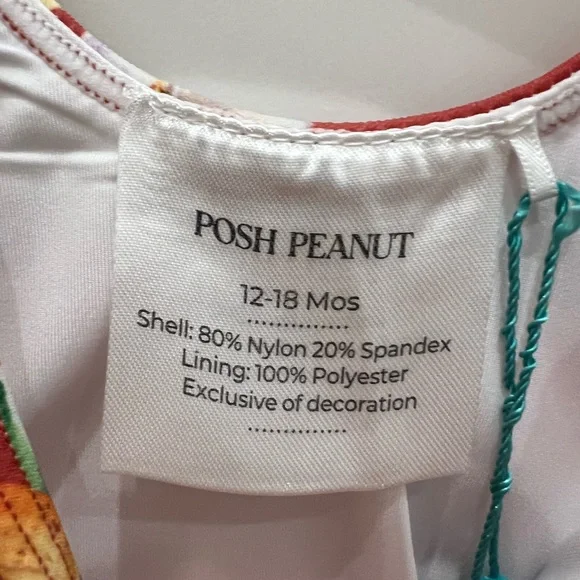 POSH PEANUT
12-18 Mos
Shell: 80% Nylon 20% Spandex
Lining: 100% Polyester
Exclusive of decoration